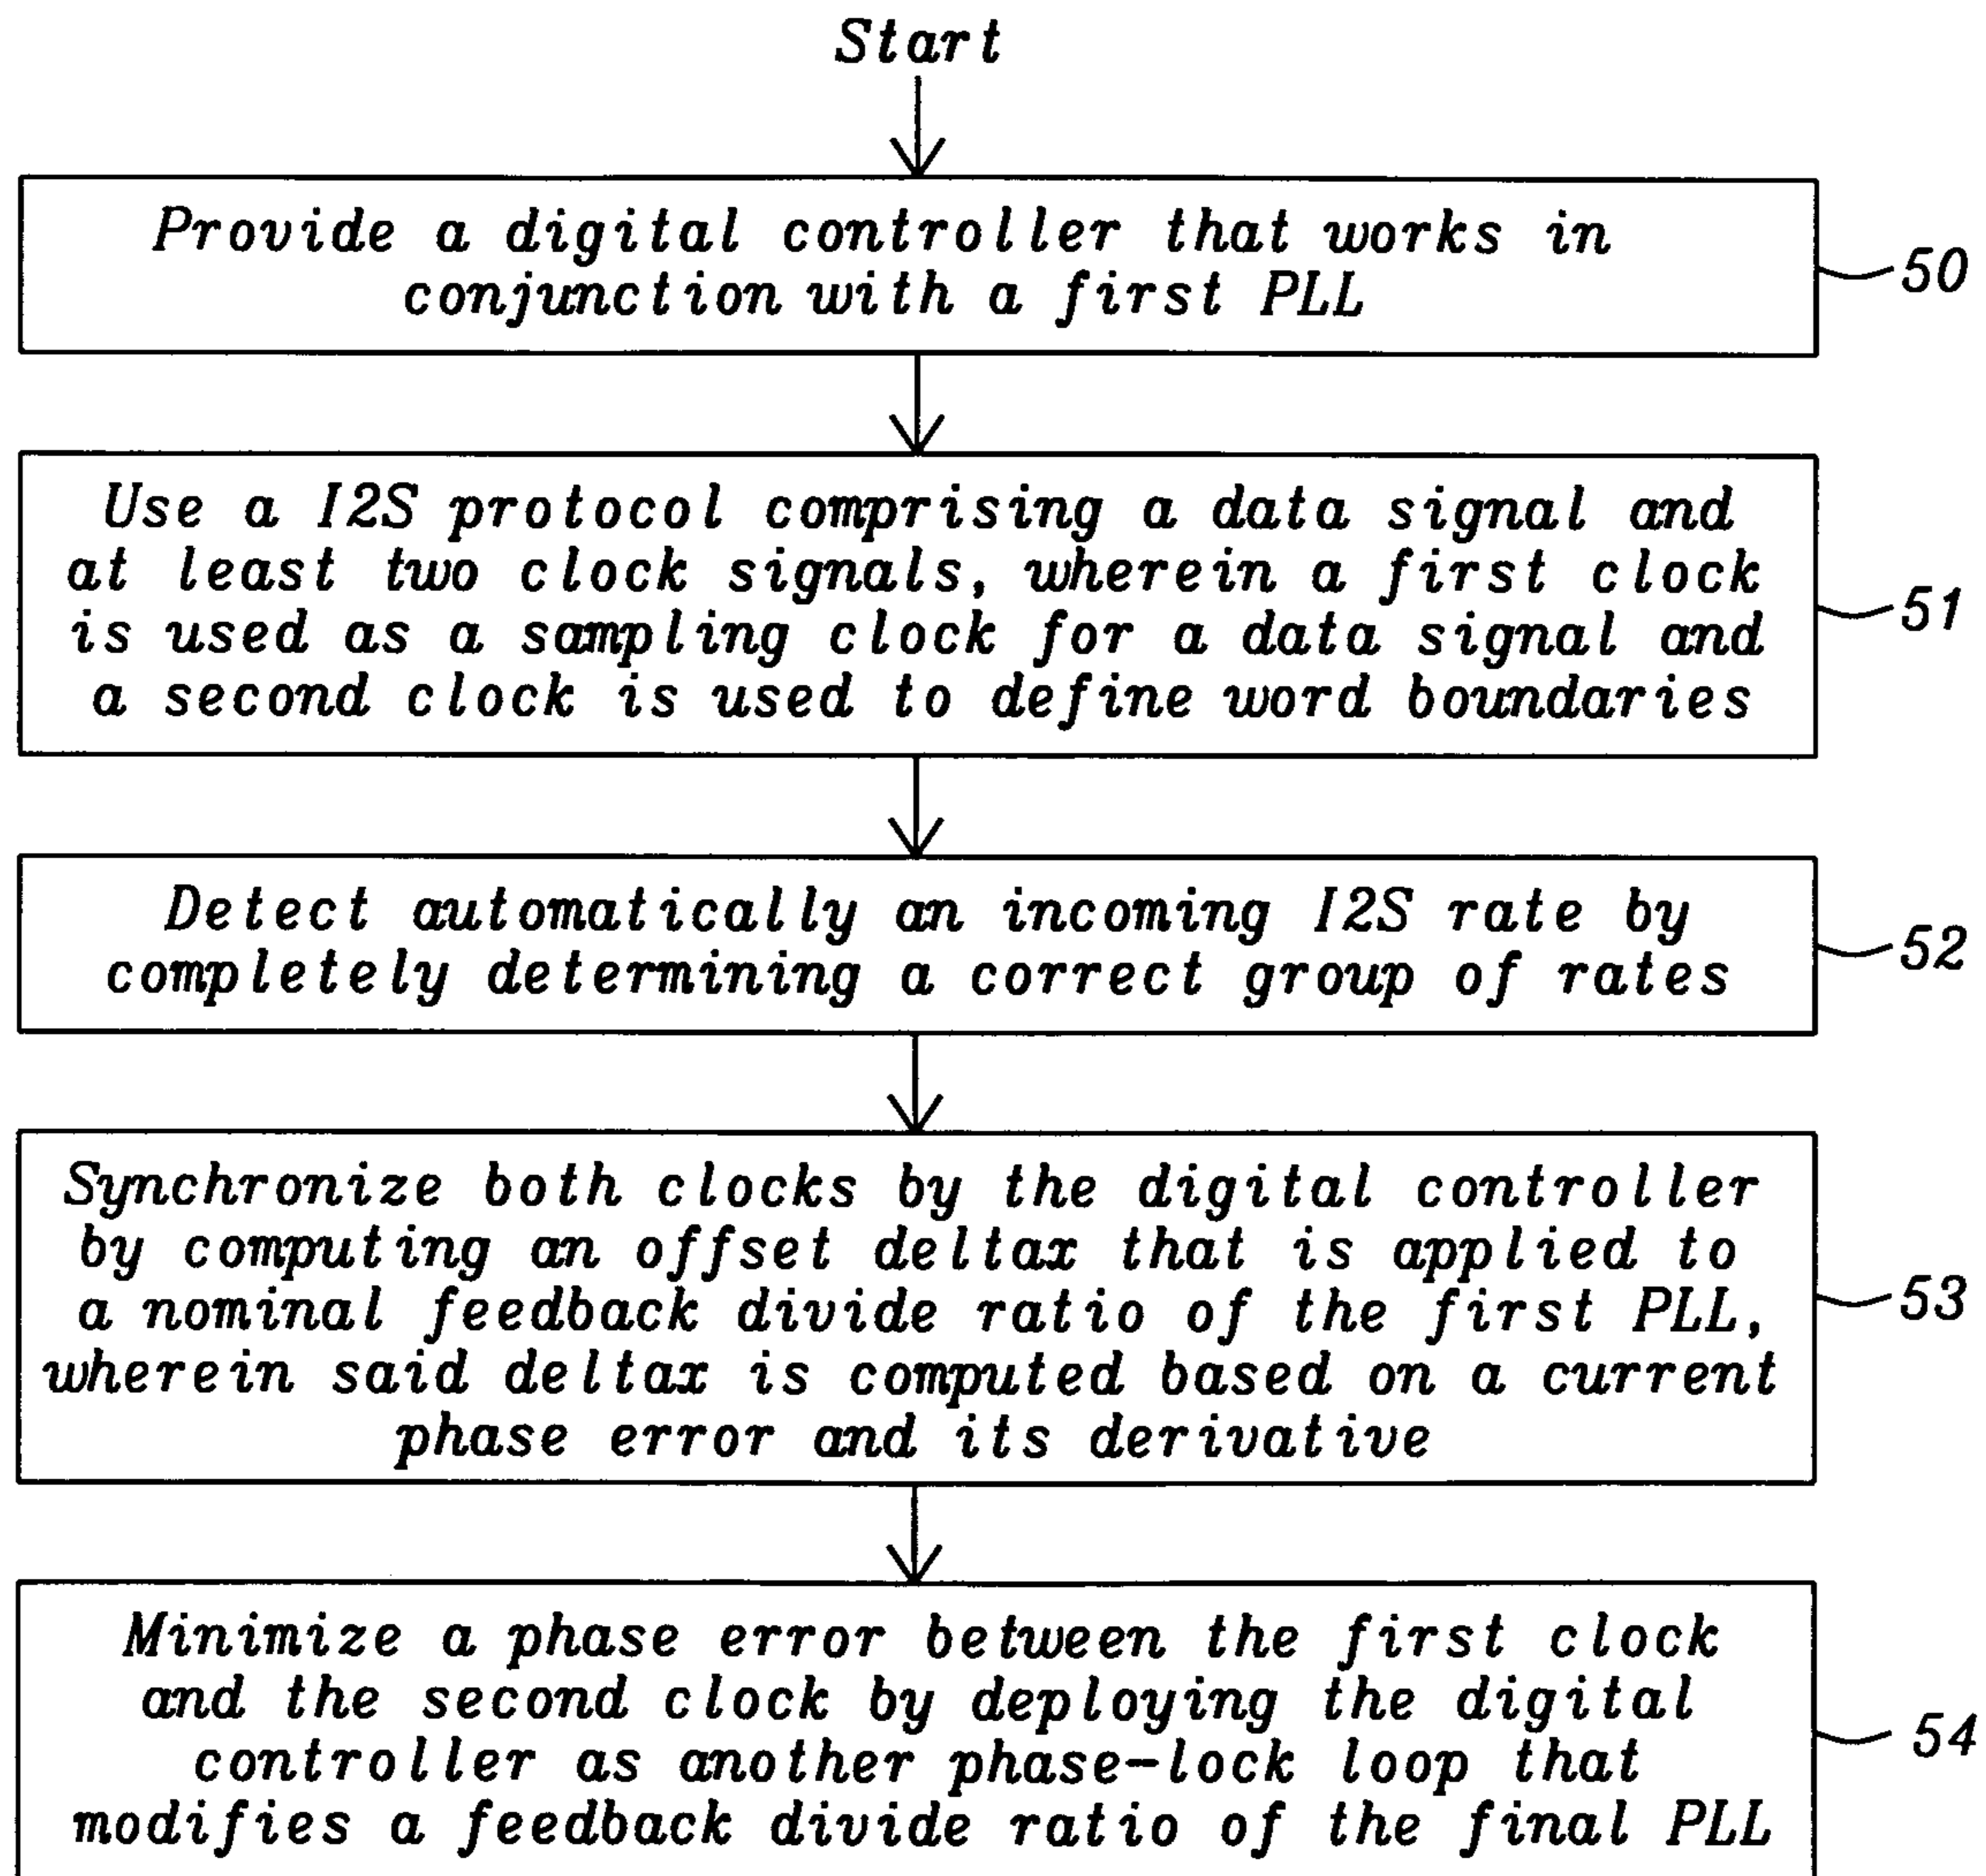 Start
Provide a digital controller that works in
conjunction with a first PLL
50
Use a I2S protocol comprising a data signal and
at least two clock signals, wherein a first clock
is used as a sampling clock for a data signal and
a second clock is used to define word boundaries
51
Detect automatically an incoming I2S rate by
completely determining a correct group of rates
52
Synchronize both clocks by the digital controller
by computing an offset deltax that is applied to
a nominal feedback divide ratio of the first PLL,
wherein said deltax is computed based on a current
phase error and its derivative
53
Minimize a phase error between the first clock
and the second clock by deploying the digital
controller as another phase-lock loop that
modifies a feedback divide ratio of the final PLL
54